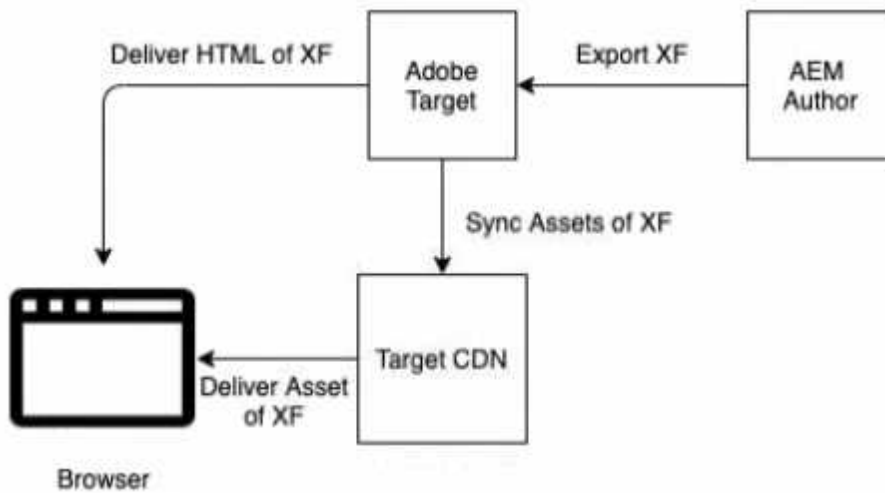 Deliver HTML of XF
Adobe
Target
Export XF
AEM
Author
Sync Assets of XF
Target CDN
Deliver Asset
of XF
Browser